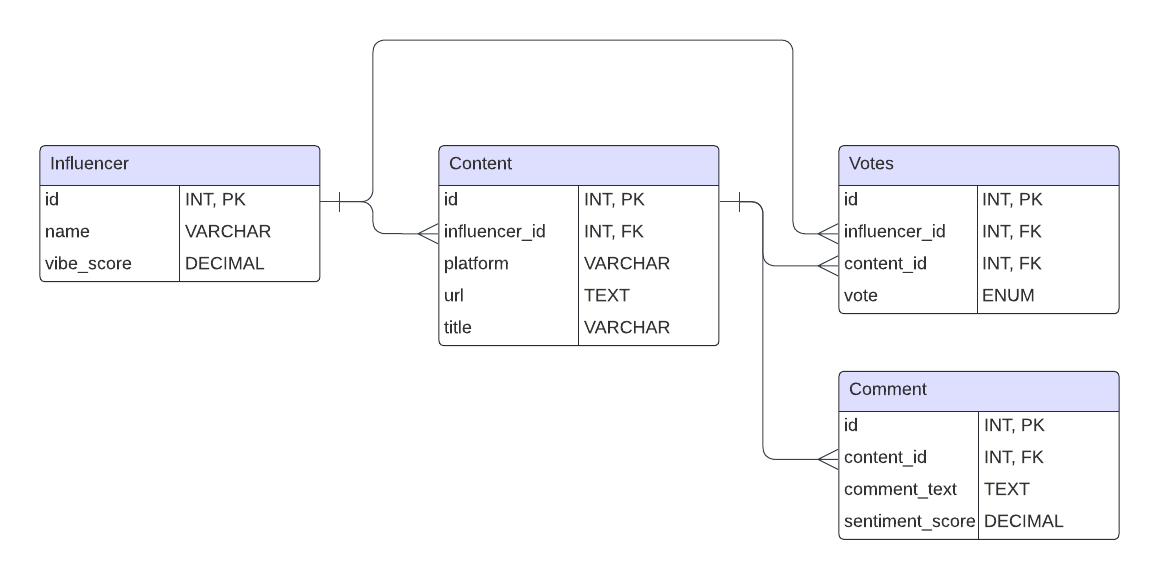 Influencer
id INT, PK
name VARCHAR
vibe_score DECIMAL
Content
id INT, PK
influencer_id INT, FK
platform VARCHAR
url TEXT
title VARCHAR
Votes
id INT, PK
influencer_id INT, FK
content_id INT, FK
vote ENUM
Comment
id INT, PK
content_id INT, FK
comment_text TEXT
sentiment_score DECIMAL